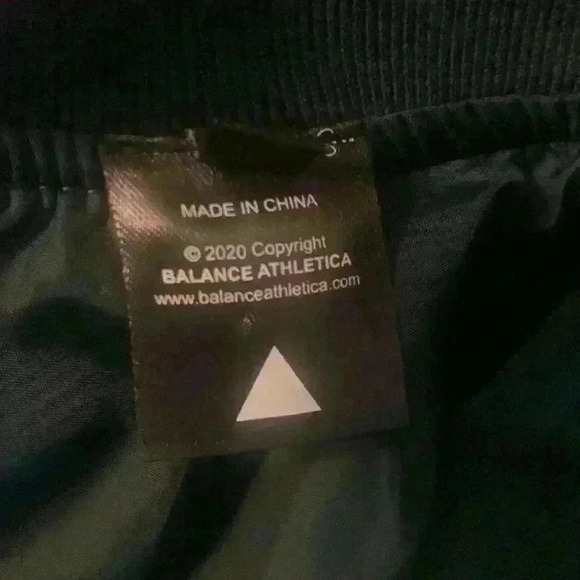 MADE IN CHINA
© 2020 Copyright
BALANCE ATHLETICA
www.balanceathletica.com